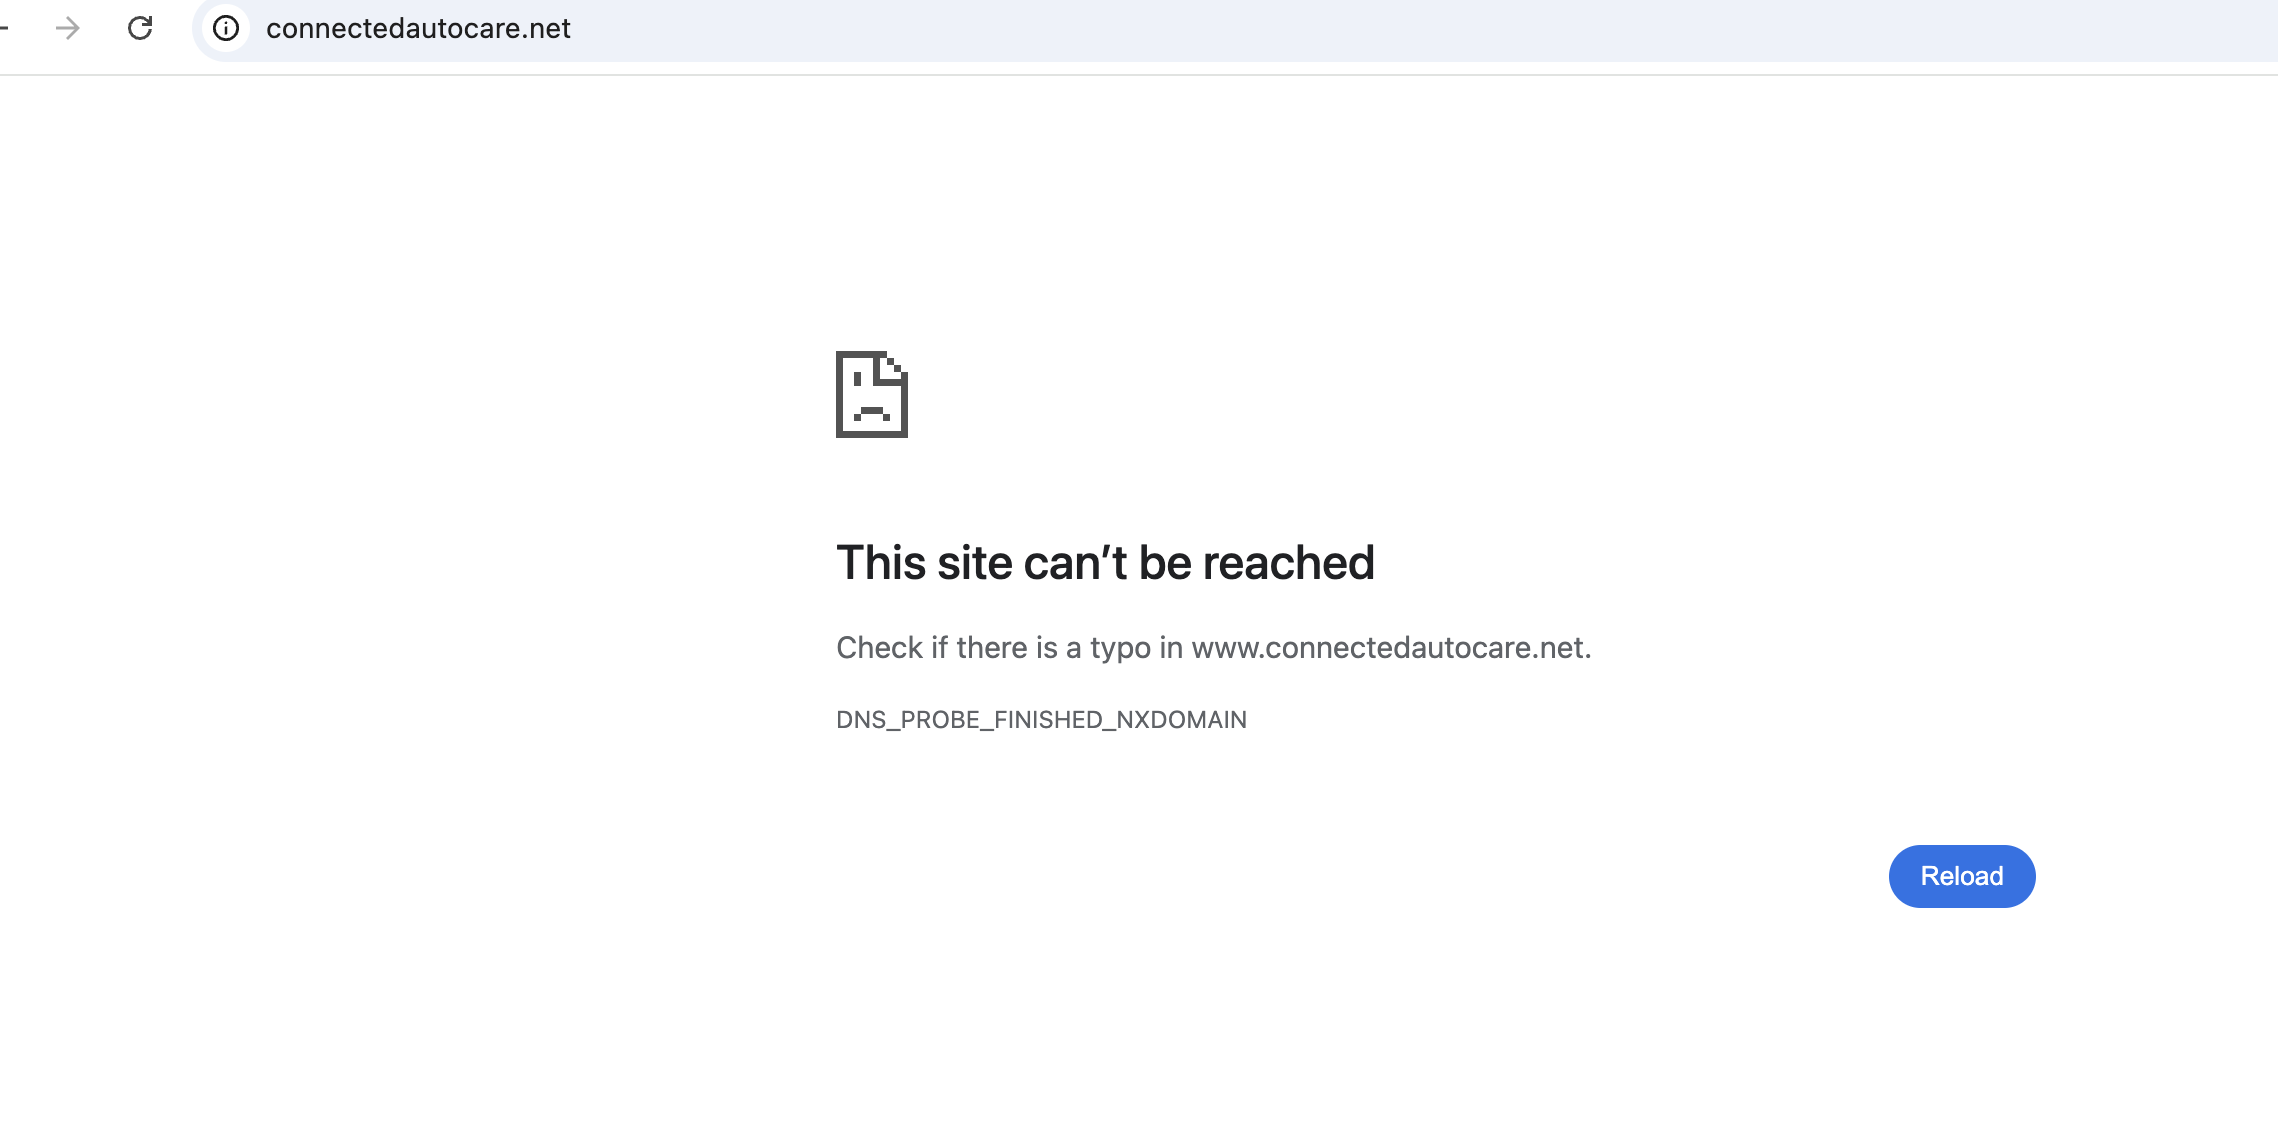 connectedautocare.net
This site can’t be reached
Check if there is a typo in www.connectedautocare.net.
DNS_PROBE_FINISHED_NXDOMAIN
Reload